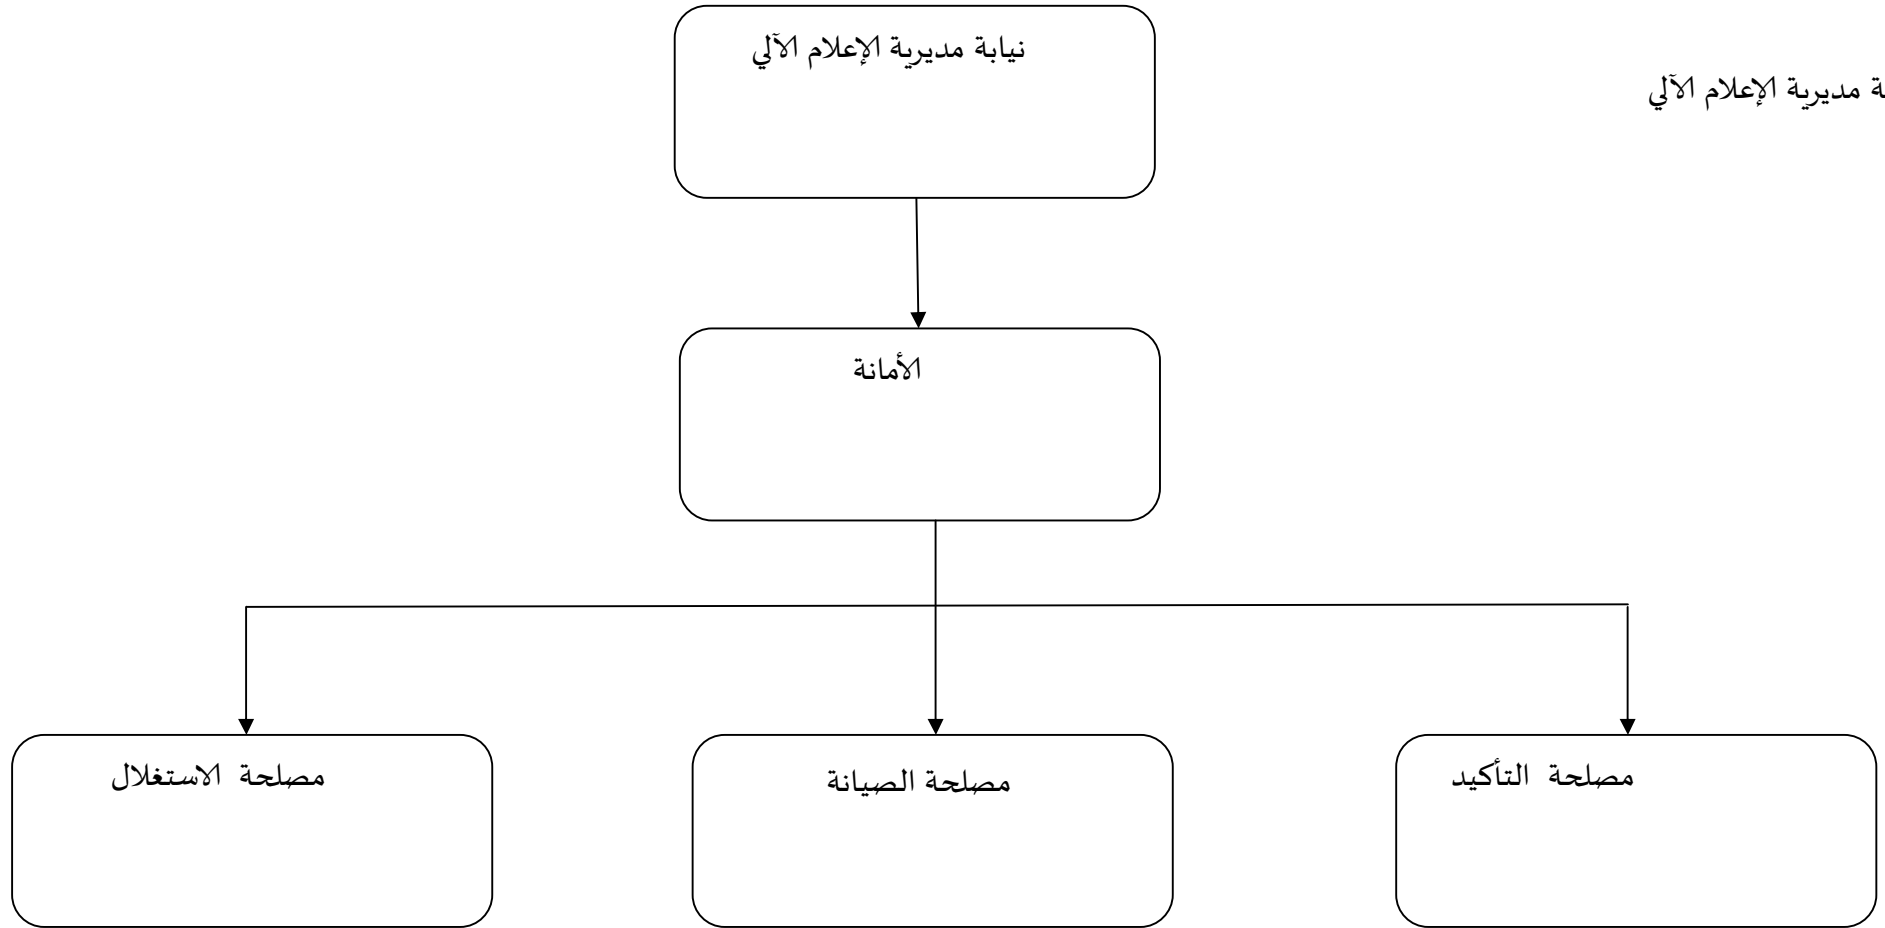 نيابة مديرية الإعلام الآلي
ة مديرية الإعلام الآلي
الأمانة
مصلحة التأكيد
مصلحة الصيانة
مصلحة الاستغلال